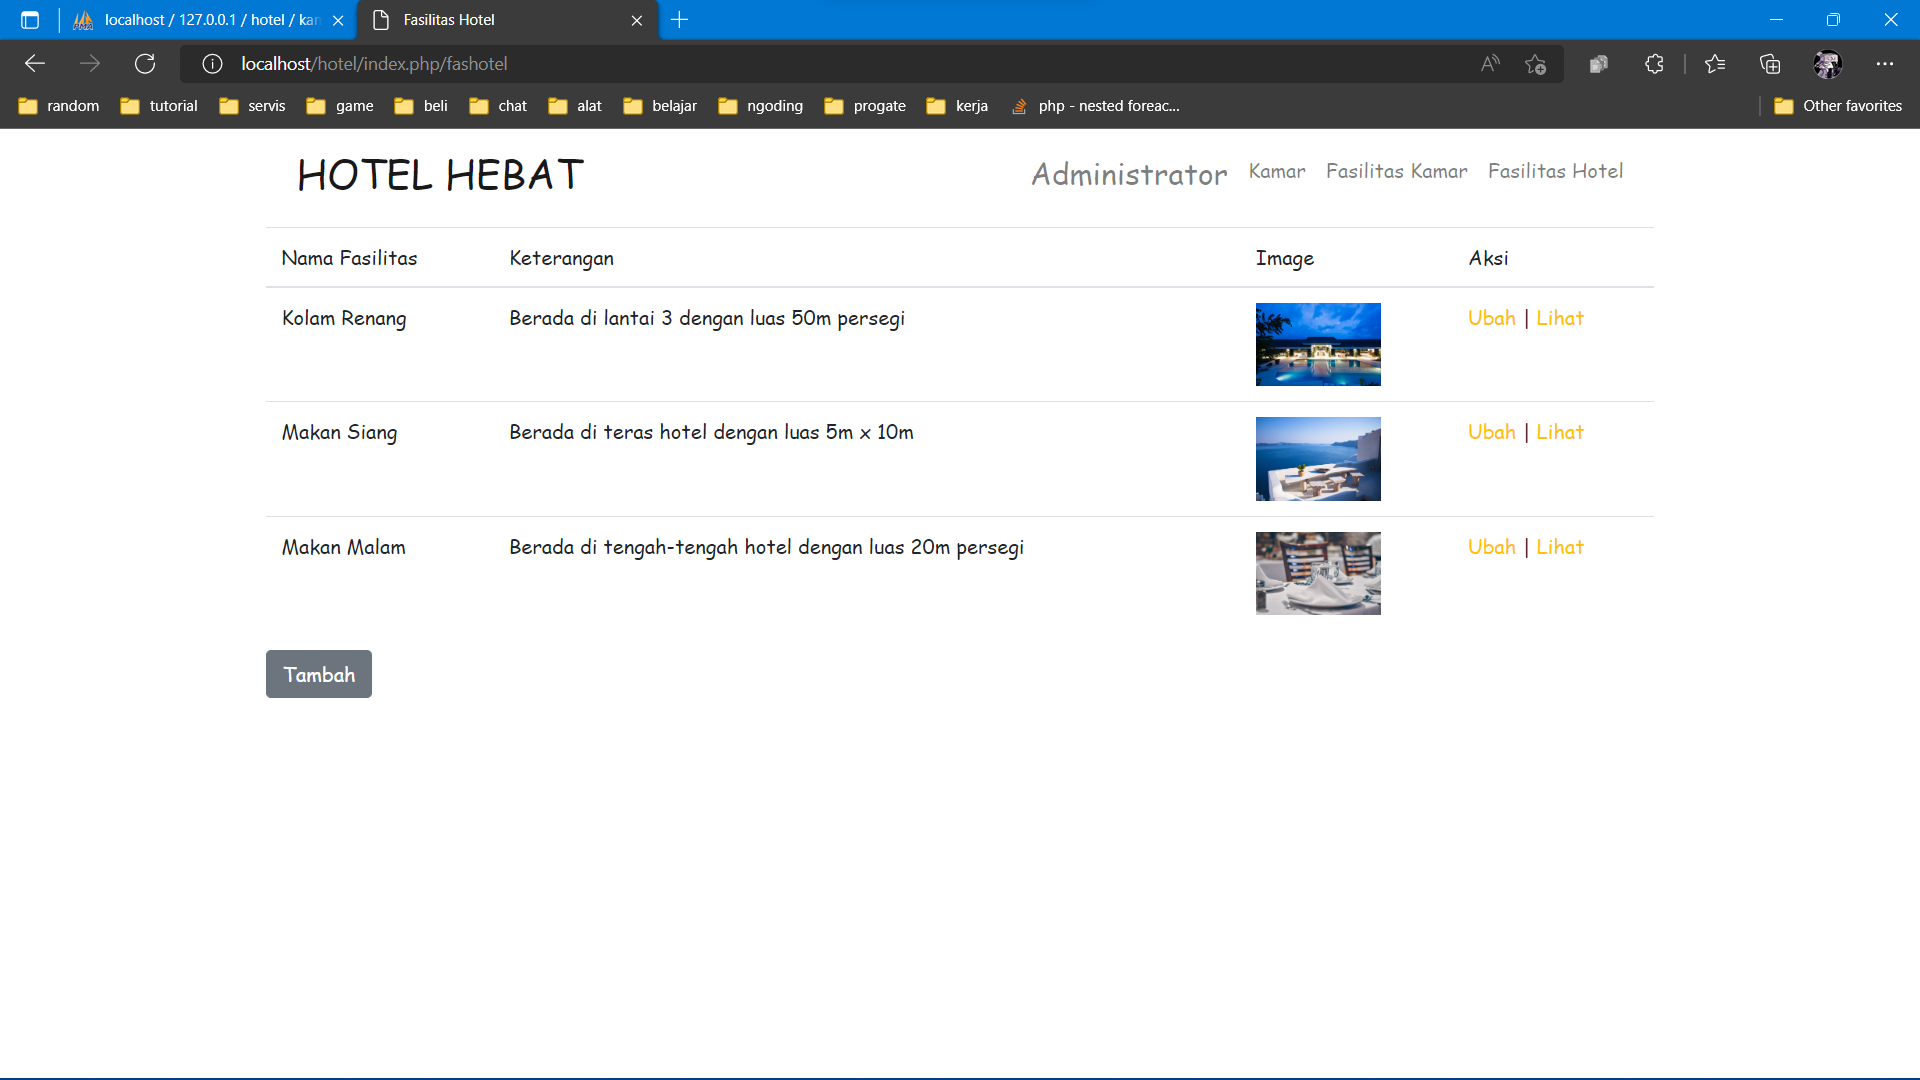 localhost / 127.0.0.1 / hotel / kan
Fasilitas Hotel
localhost/hotel/index.php/fashotel
random tutorial servis game beli chat alat belajar ngoding progate kerja php - nested foreac... Other favorites
HOTEL HEBAT
Administrator Kamar Fasilitas Kamar Fasilitas Hotel
Nama Fasilitas Keterangan Image Aksi
Kolam Renang Berada di lantai 3 dengan luas 50m persegi Ubah | Lihat
Makan Siang Berada di teras hotel dengan luas 5m x 10m Ubah | Lihat
Makan Malam Berada di tengah-tengah hotel dengan luas 20m persegi Ubah | Lihat
Tambah